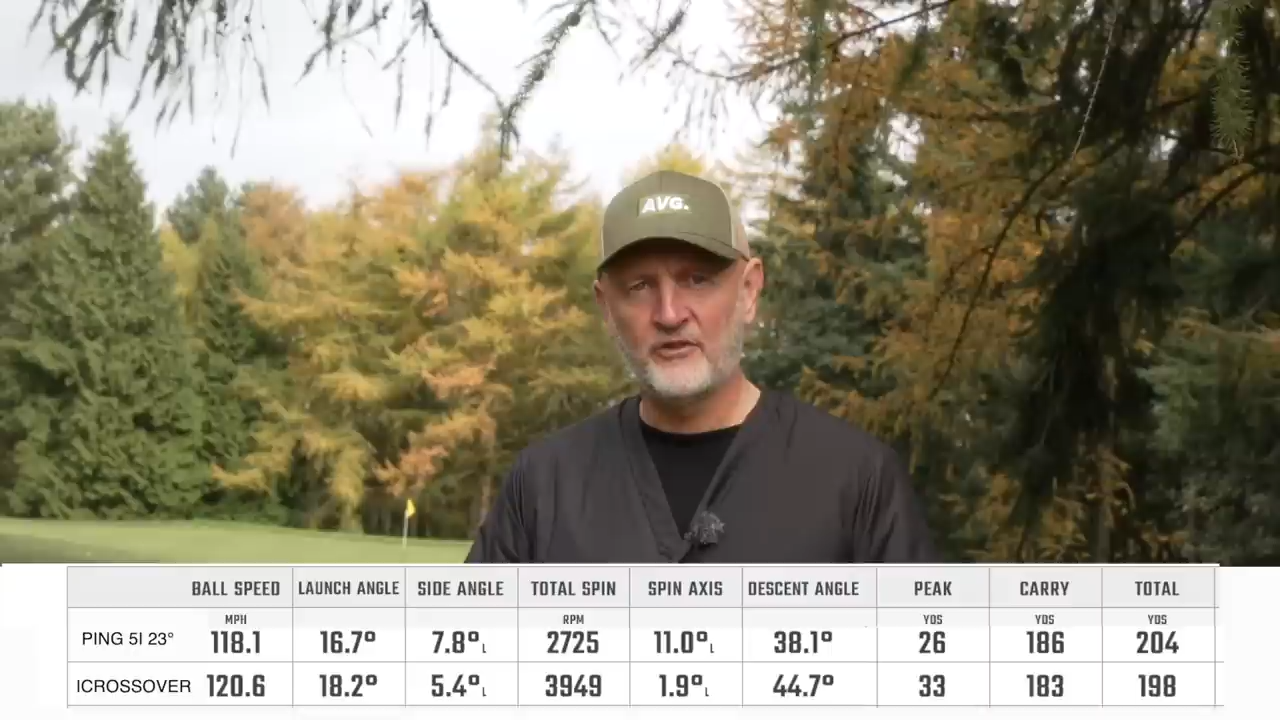 AVG.
BALL SPEED LAUNCH ANGLE SIDE ANGLE TOTAL SPIN SPIN AXIS DESCENT ANGLE PEAK CARRY TOTAL
MPH RPM YDS YDS YDS
PING 5I 23° 118.1 16.7° 7.8° L 2725 11.0° L 38.1° 26 186 204
ICROSSOVER 120.6 18.2° 5.4° L 3949 1.9° L 44.7° 33 183 198